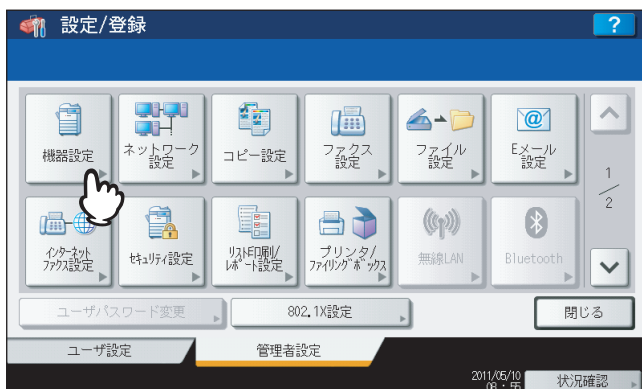 設定/登録
?
機器設定
ネットワーク
設定
コピー設定
ファクス
設定
ファイル
設定
Eメール
設定
1
2
インターネット
ファクス設定
セキュリティ設定
リスト印刷/
レポート設定
プリンタ/
ファイリングボックス
無線LAN
Bluetooth
ユーザパスワード変更
802.1X設定
閉じる
ユーザ設定
管理者設定
2011/05/10
08:55
状況確認